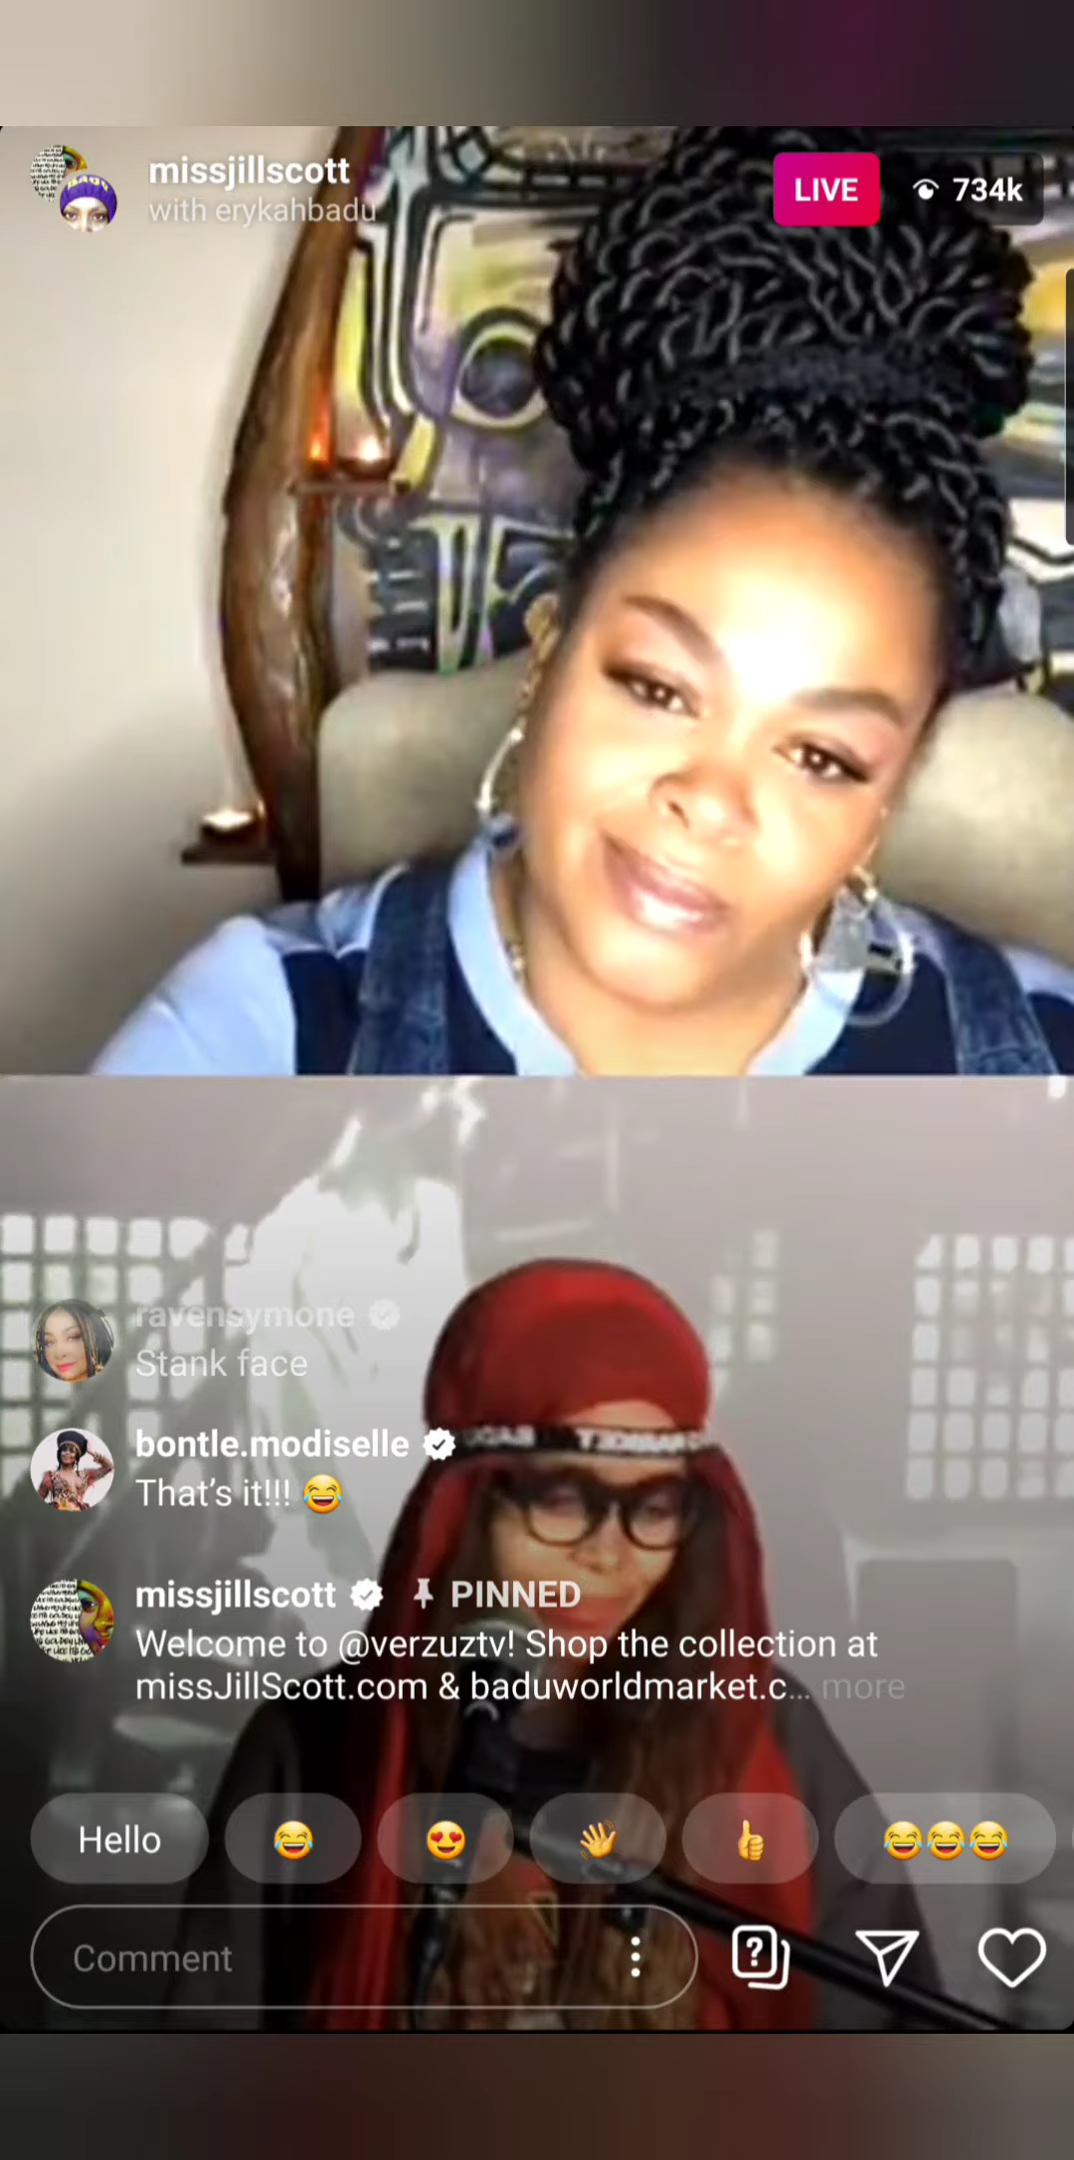 missjillscott
with erykahbadu
LIVE
734k
ravensymone
Stank face
bontle.modiselle
That's it!!! 😂
missjillscott PINNED
Welcome to @verzuztv! Shop the collection at
missJillScott.com & baduworldmarket.c... more
Hello
😂
😍
👋
👍
😂😂😂
Comment